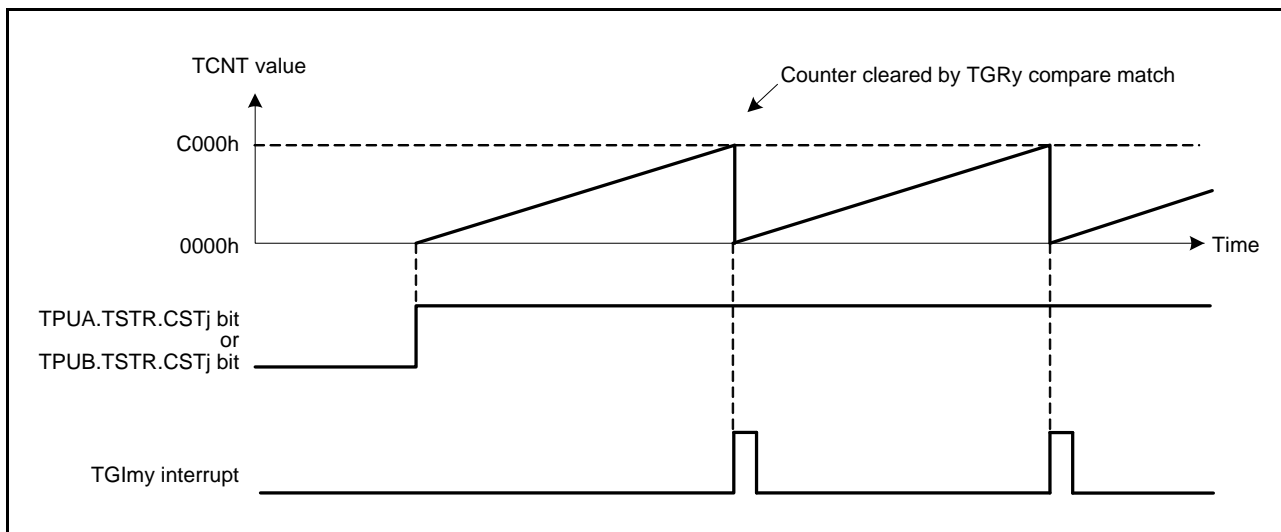 TCNT value
Counter cleared by TGRy compare match
C000h
0000h
Time
TPUA.TSTR.CSTj bit
or
TPUB.TSTR.CSTj bit
TGImy interrupt